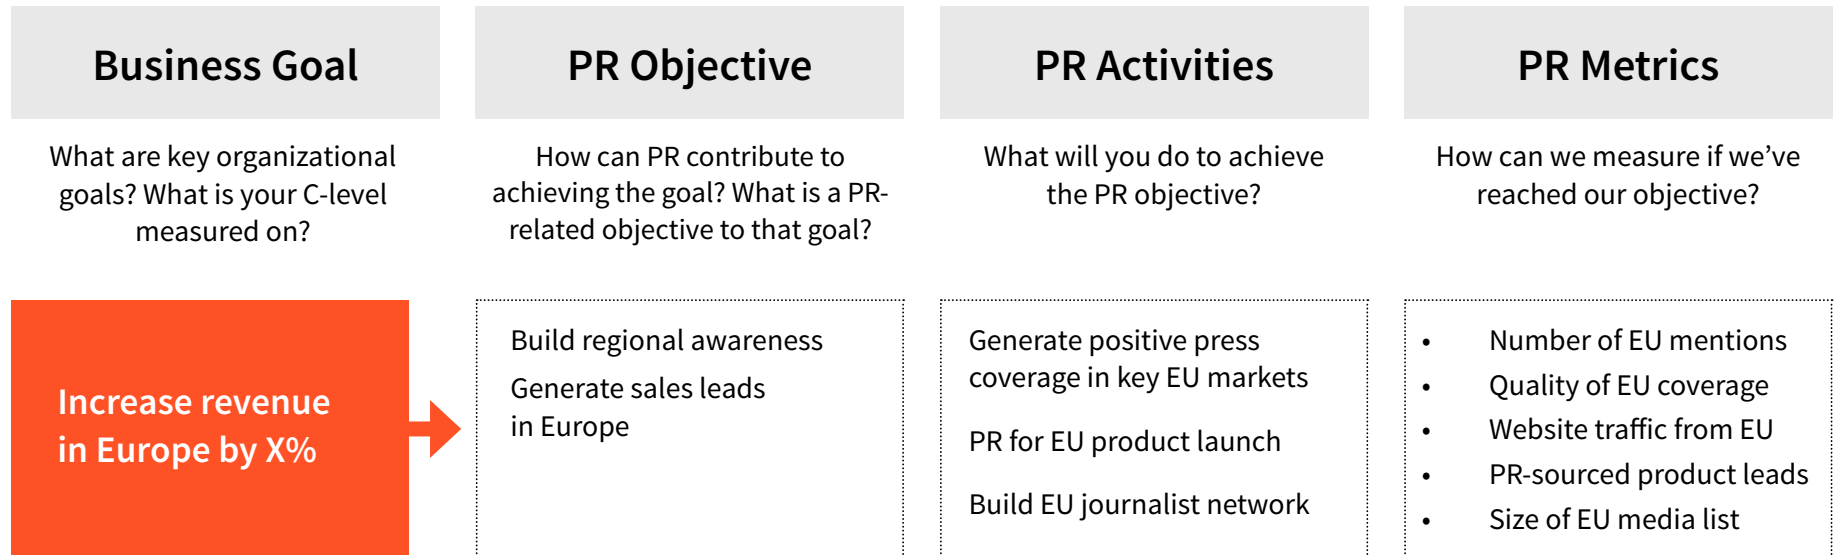 Business Goal
PR Objective
PR Activities
PR Metrics
What are key organizational
goals? What is your C-level
measured on?
How can PR contribute to
achieving the goal? What is a PR-
related objective to that goal?
What will you do to achieve
the PR objective?
How can we measure if we’ve
reached our objective?
Increase revenue
in Europe by X%
Build regional awareness
Generate sales leads
in Europe
Generate positive press
coverage in key EU markets
PR for EU product launch
Build EU journalist network
• Number of EU mentions
• Quality of EU coverage
• Website traffic from EU
• PR-sourced product leads
• Size of EU media list